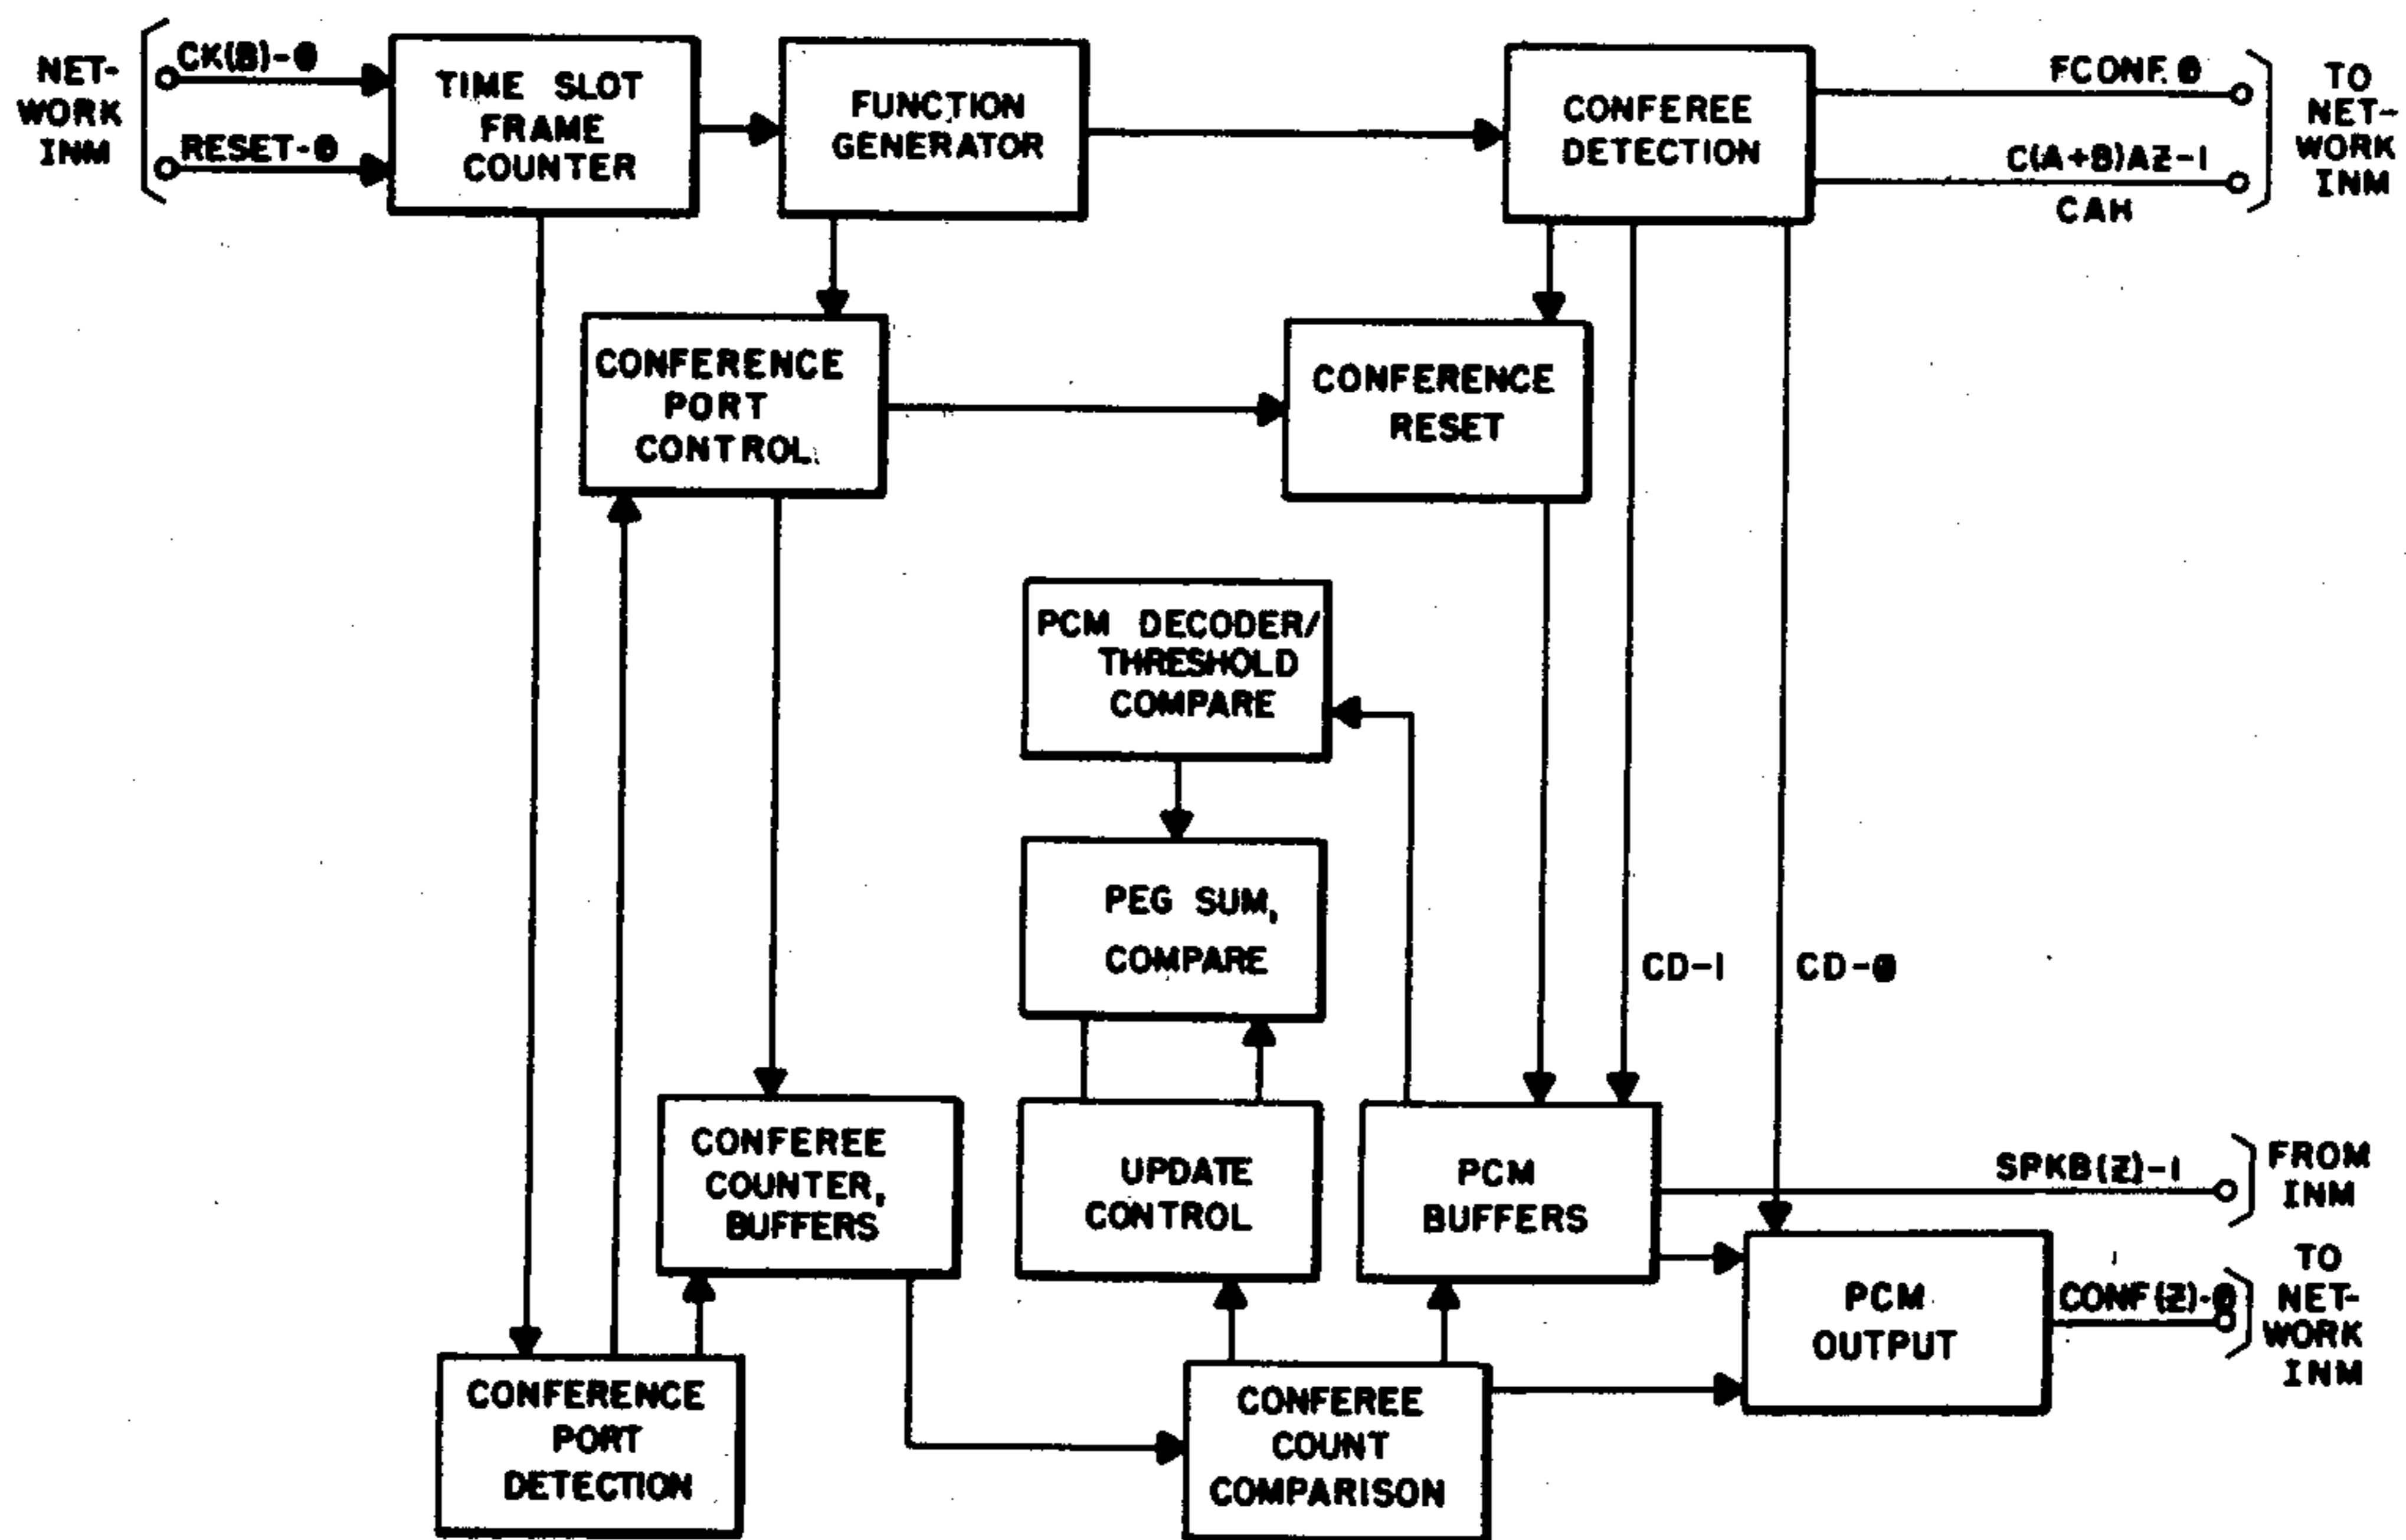 NET-
WORK
INM
CK(B)-0
RESET-0
TIME SLOT
FRAME
COUNTER
FUNCTION
GENERATOR
CONFEREE
DETECTION
FCONF.0
C(A+B)AZ-1
CAH
TO
NET-
WORK
INM
CONFERENCE
PORT
CONTROL
CONFERENCE
RESET
PCM DECODER/
THRESHOLD
COMPARE
PEG SUM,
COMPARE
CD-1
CD-0
CONFEREE
COUNTER,
BUFFERS
UPDATE
CONTROL
PCM
BUFFERS
SPKB(Z)-1
FROM
INM
PCM
OUTPUT
CONF(Z)-0
TO
NET-
WORK
INM
CONFERENCE
PORT
DETECTION
CONFEREE
COUNT
COMPARISON